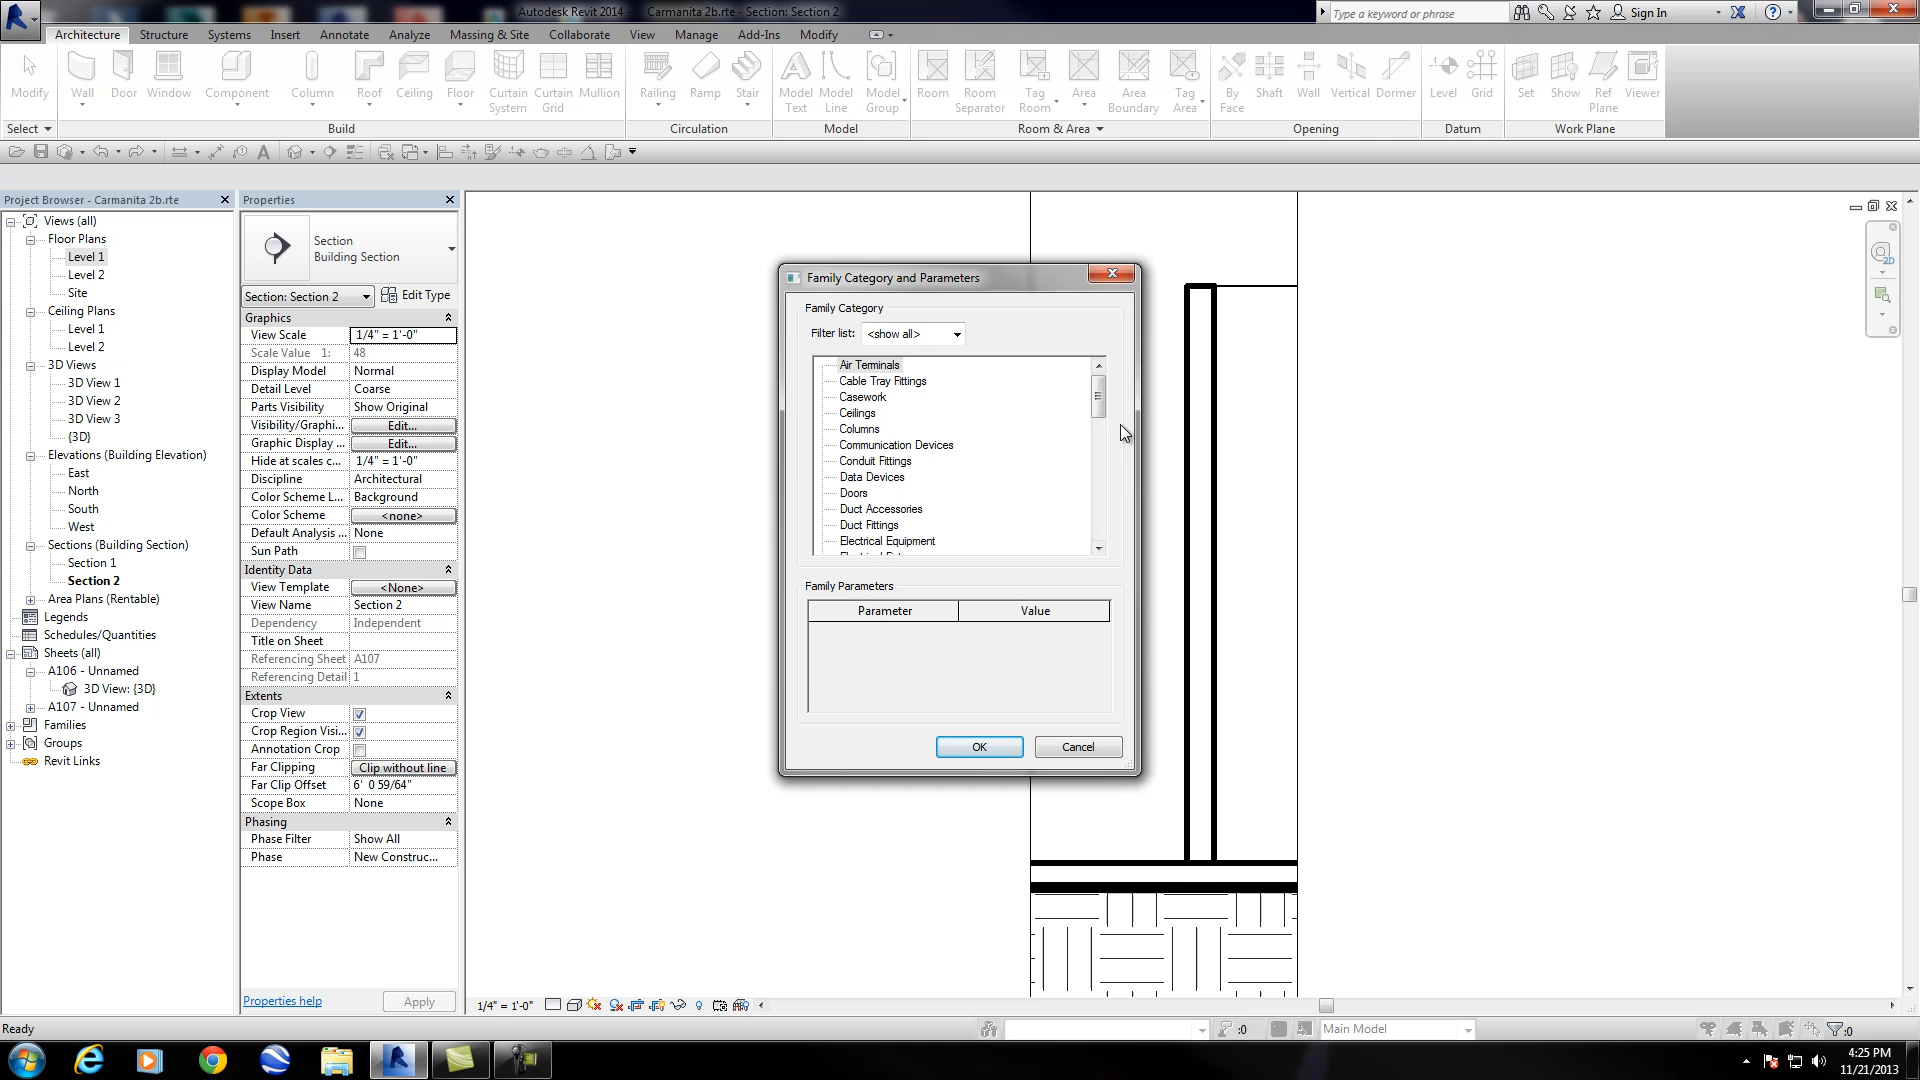 Autodesk Revit 2014 - Carmanita 2b.rte - Section: Section 2
Type a keyword or phrase
Sign In
Architecture Structure Systems Insert Annotate Analyze Massing & Site Collaborate View Manage Add-Ins Modify
Modify Wall Door Window Component Column Roof Ceiling Floor Curtain System Curtain Grid Mullion Railing Ramp Stair Model Text Model Line Model Group Room Room Separator Tag Room Area Area Boundary Tag Area By Face Shaft Wall Vertical Dormer Level Grid Set Show Ref Plane Viewer
Select Build Circulation Model Room & Area Opening Datum Work Plane
Project Browser - Carmanita 2b.rte
Views (all)
Floor Plans
Level 1
Level 2
Site
Ceiling Plans
Level 1
Level 2
3D Views
3D View 1
3D View 2
3D View 3
{3D}
Elevations (Building Elevation)
East
North
South
West
Sections (Building Section)
Section 1
Section 2
Area Plans (Rentable)
Legends
Schedules/Quantities
Sheets (all)
A106 - Unnamed
3D View: {3D}
A107 - Unnamed
Families
Groups
Revit Links
Properties
Section
Building Section
Section: Section 2 Edit Type
Graphics
View Scale 1/4" = 1'-0"
Scale Value 1: 48
Display Model Normal
Detail Level Coarse
Parts Visibility Show Original
Visibility/Graphi... Edit...
Graphic Display ... Edit...
Hide at scales c... 1/4" = 1'-0"
Discipline Architectural
Color Scheme L... Background
Color Scheme <none>
Default Analysis ... None
Sun Path
Identity Data
View Template <None>
View Name Section 2
Dependency Independent
Title on Sheet
Referencing Sheet A107
Referencing Detail 1
Extents
Crop View
Crop Region Visi...
Annotation Crop
Far Clipping Clip without line
Far Clip Offset 6' 0 59/64"
Scope Box None
Phasing
Phase Filter Show All
Phase New Construc...
Properties help Apply
Family Category and Parameters
Family Category
Filter list: <show all>
Air Terminals
Cable Tray Fittings
Casework
Ceilings
Columns
Communication Devices
Conduit Fittings
Data Devices
Doors
Duct Accessories
Duct Fittings
Electrical Equipment
Family Parameters
Parameter Value
OK Cancel
2D
1/4" = 1'-0"
Ready
:0
Main Model
:0
4:25 PM
11/21/2013